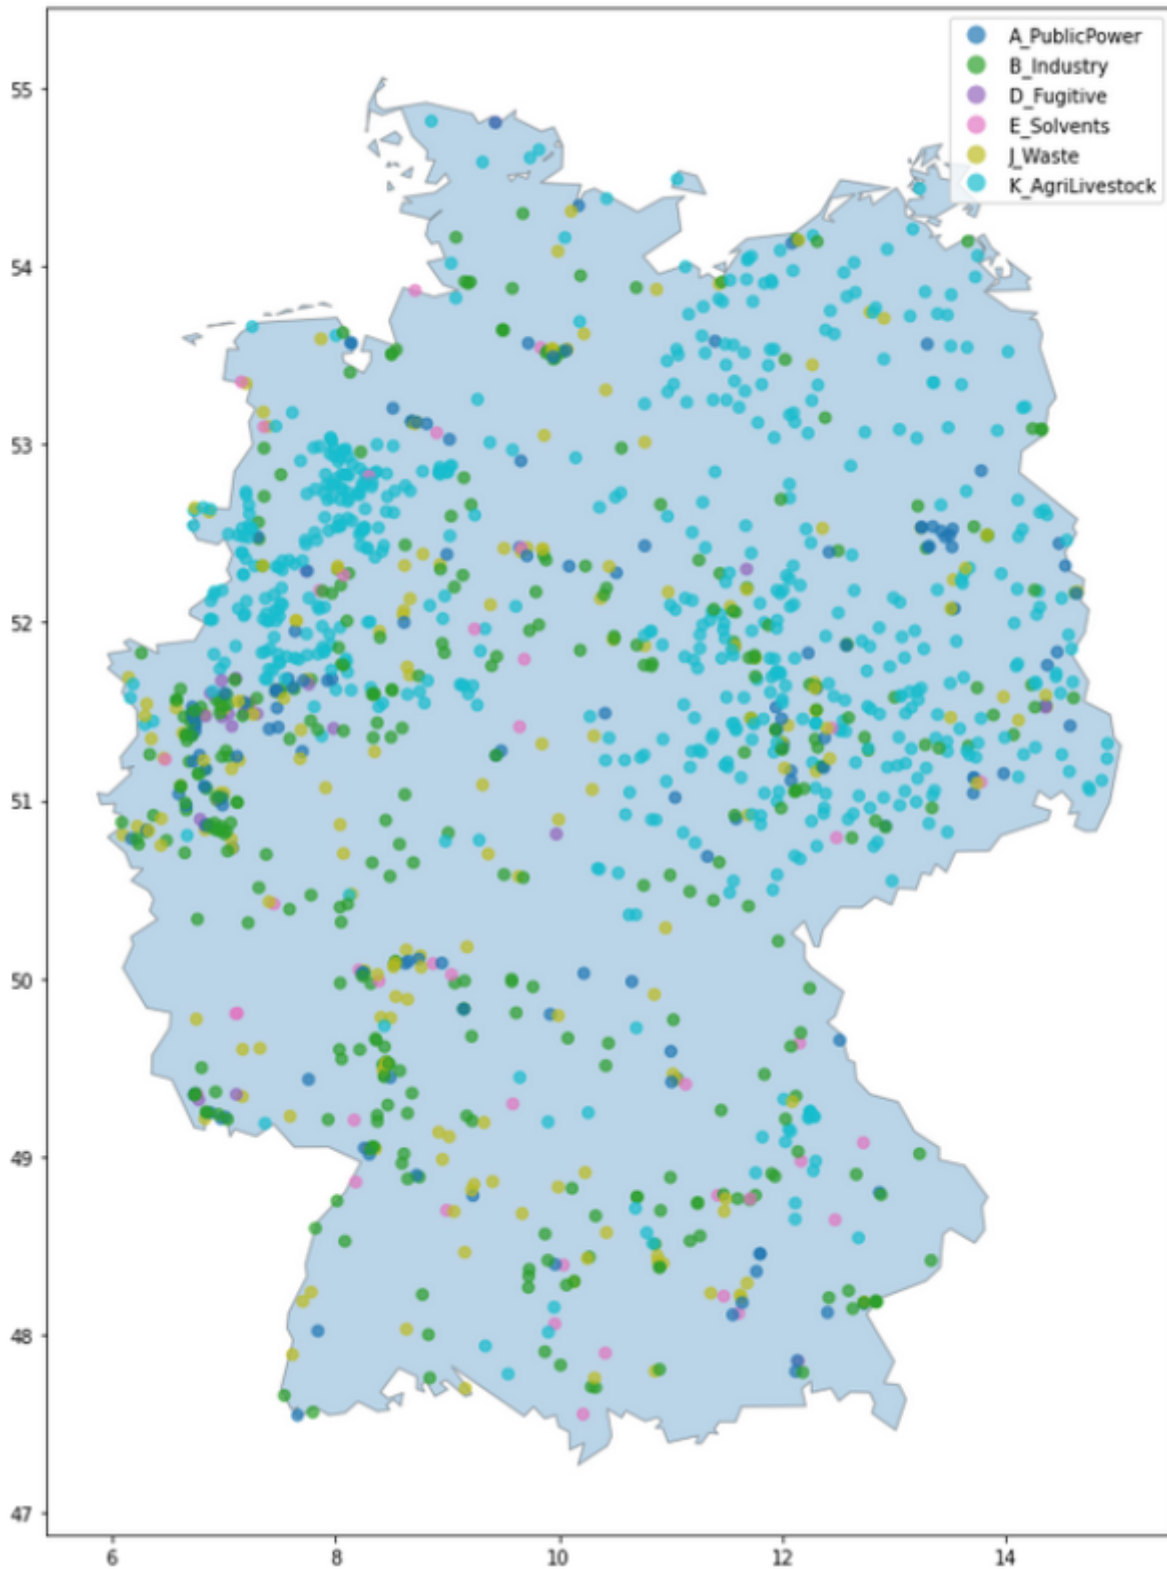 A_PublicPower
B_Industry
D_Fugitive
E_Solvents
J_Waste
K_AgriLivestock
55
54
53
52
51
50
49
48
47
6 8 10 12 14